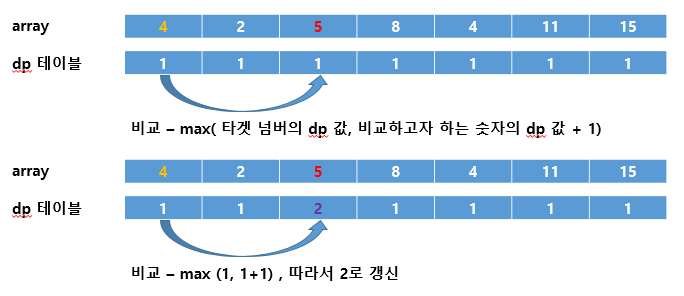 array 4 2 5 8 4 11 15
dp 테이블 1 1 1 1 1 1 1
비교 – max( 타겟 넘버의 dp 값, 비교하고자 하는 숫자의 dp 값 + 1)
array 4 2 5 8 4 11 15
dp 테이블 1 1 2 1 1 1 1
비교 – max (1, 1+1) , 따라서 2로 갱신